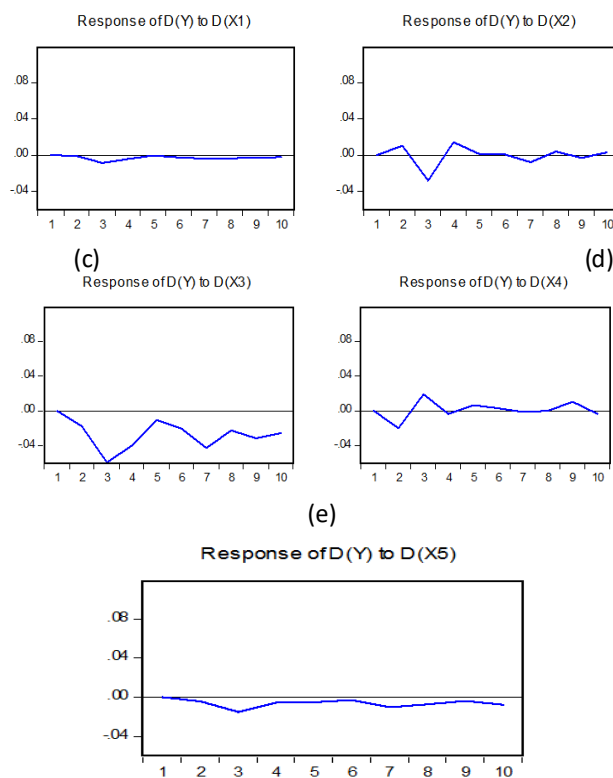 Response of D(Y) to D(X1)
Response of D(Y) to D(X2)
.08
.04
.00
-.04
1 2 3 4 5 6 7 8 9 10
.08
.04
.00
-.04
1 2 3 4 5 6 7 8 9 10
(c)
(d)
Response of D(Y) to D(X3)
Response of D(Y) to D(X4)
.08
.04
.00
-.04
1 2 3 4 5 6 7 8 9 10
.08
.04
.00
-.04
1 2 3 4 5 6 7 8 9 10
(e)
Response of D(Y) to D(X5)
.08
.04
.00
-.04
1 2 3 4 5 6 7 8 9 10